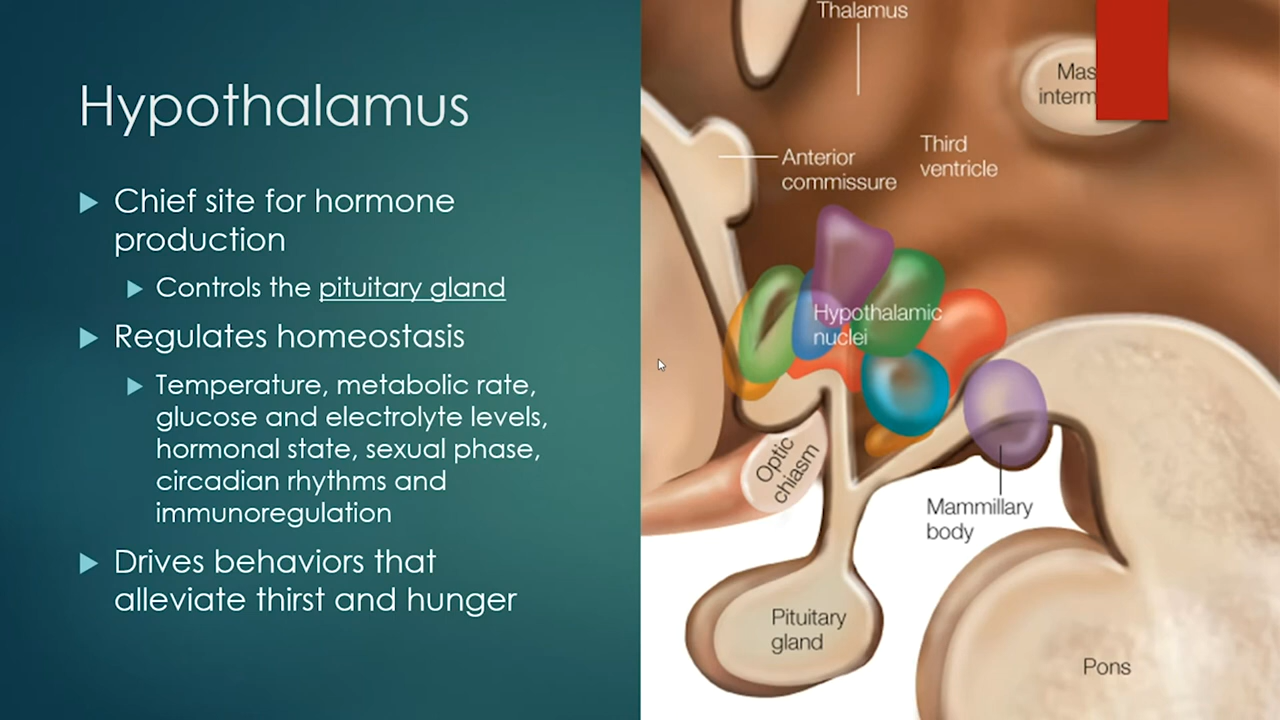 Hypothalamus
Chief site for hormone
production
Controls the pituitary gland
Regulates homeostasis
Temperature, metabolic rate,
glucose and electrolyte levels,
hormonal state, sexual phase,
circadian rhythms and
immunoregulation
Drives behaviors that
alleviate thirst and hunger
Thalamus
Mas
interm
Anterior
commissure
Third
ventricle
Hypothalamic
nuclei
Optic
chiasm
Mammillary
body
Pituitary
gland
Pons